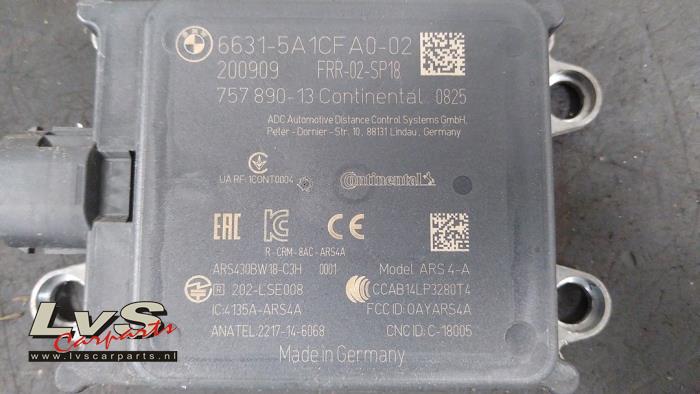 6631-5A1CFA0-02
200909 FRR-02-SP18
757 890-13 Continental 0825
ADC Automotive Distance Control Systems GmbH,
Peter - Dornier - Str. 10, 88131 Lindau, Germany
UA RF: 1CONT0004
Continental
EAC CE
R - CRM - 8AC - ARS4A
ARS430BW18-C3H 0001 Model ARS 4-A
R 202-LSE008 CCAB14LP3280T4
IC:4135A-ARS4A FCC ID: OAYARS4A
ANATEL 2217-14-6068 CNC ID: C-18005
Made in Germany
LvS
Carparts
www.lvscarparts.nl